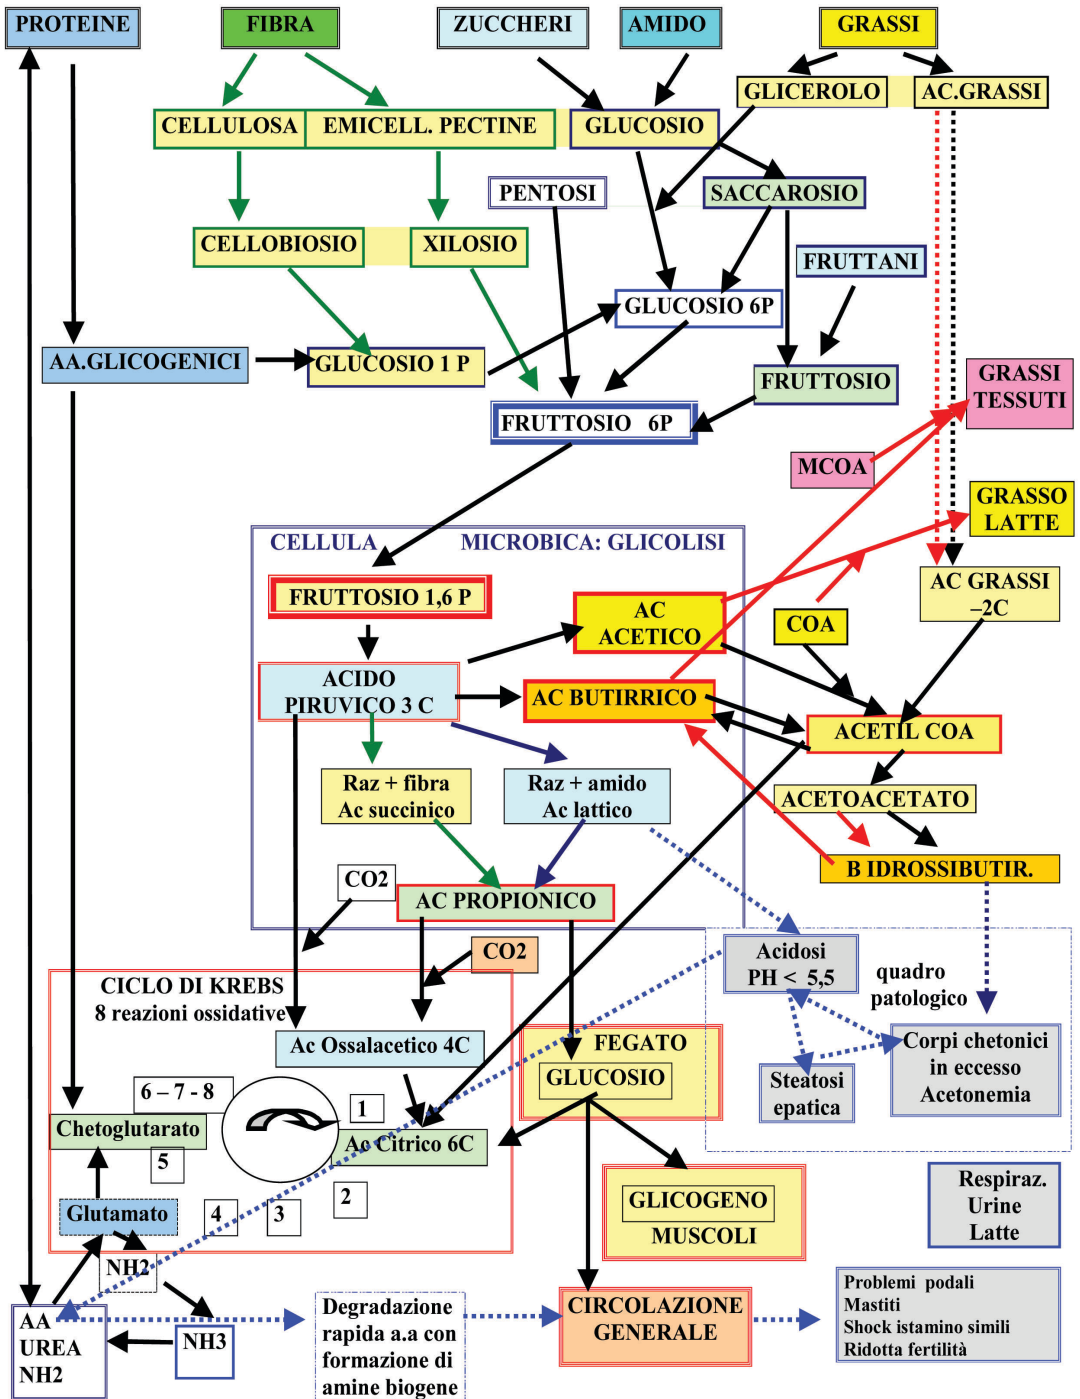 PROTEINE
FIBRA
ZUCCHERI
AMIDO
GRASSI
GLICEROLO
AC.GRASSI
CELLULOSA
EMICELL. PECTINE
GLUCOSIO
PENTOSI
SACCAROSIO
CELLOBIOSIO
XILOSIO
FRUTTANI
GLUCOSIO 6P
AA.GLICOGENICI
GLUCOSIO 1 P
FRUTTOSIO
GRASSI
TESSUTI
FRUTTOSIO 6P
MCOA
GRASSO
LATTE
CELLULA MICROBICA: GLICOLISI
FRUTTOSIO 1,6 P
AC
ACETICO
COA
AC GRASSI
–2C
ACIDO
PIRUVICO 3 C
AC BUTIRRICO
ACETIL COA
Raz + fibra
Ac succinico
Raz + amido
Ac lattico
ACETOACETATO
B IDROSSIBUTIR.
CO2
AC PROPIONICO
CO2
Acidosi
PH < 5,5
quadro
patologico
CICLO DI KREBS
8 reazioni ossidative
Ac Ossalacetico 4C
FEGATO
GLUCOSIO
Steatosi
epatica
Corpi chetonici
in eccesso
Acetonemia
6 – 7 - 8
1
Chetoglutarato
Ac Citrico 6C
5
2
Glutamato
4
3
GLICOGENO
MUSCOLI
Respiraz.
Urine
Latte
NH2
AA
UREA
NH2
NH3
Degradazione
rapida a.a con
formazione di
amine biogene
CIRCOLAZIONE
GENERALE
Problemi podali
Mastiti
Shock istamino simili
Ridotta fertilità